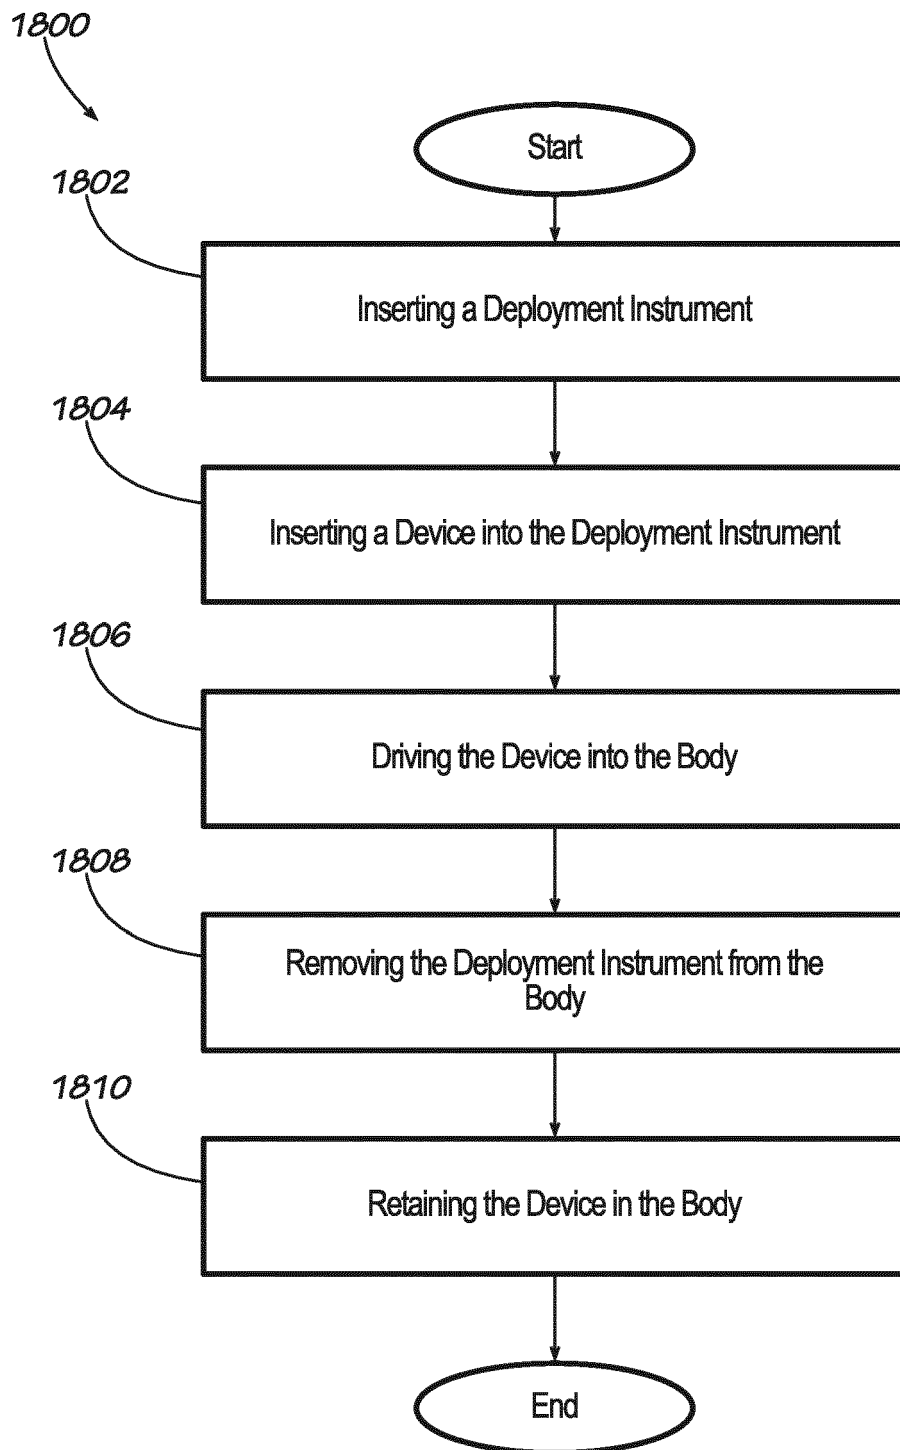 1800
Start
1802
Inserting a Deployment Instrument
1804
Inserting a Device into the Deployment Instrument
1806
Driving the Device into the Body
1808
Removing the Deployment Instrument from the
Body
1810
Retaining the Device in the Body
End